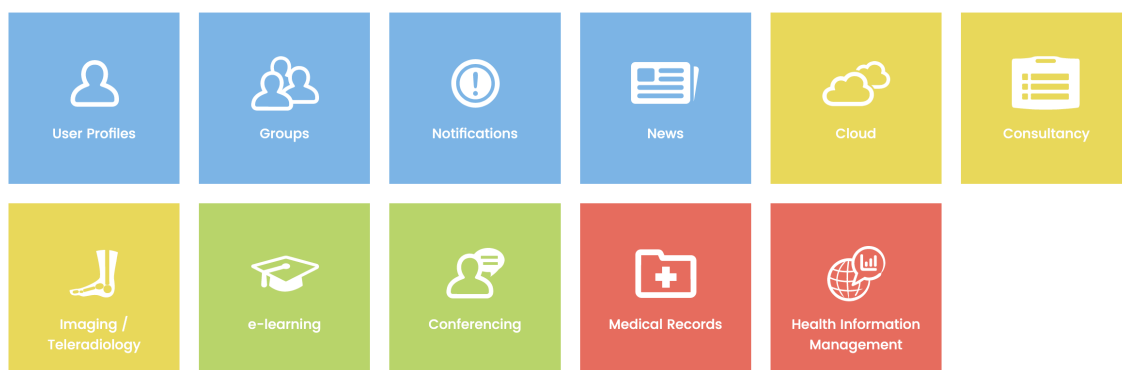 User Profiles
Groups
Notifications
News
Cloud
Consultancy
Imaging /
Teleradiology
e-learning
Conferencing
Medical Records
Health Information
Management